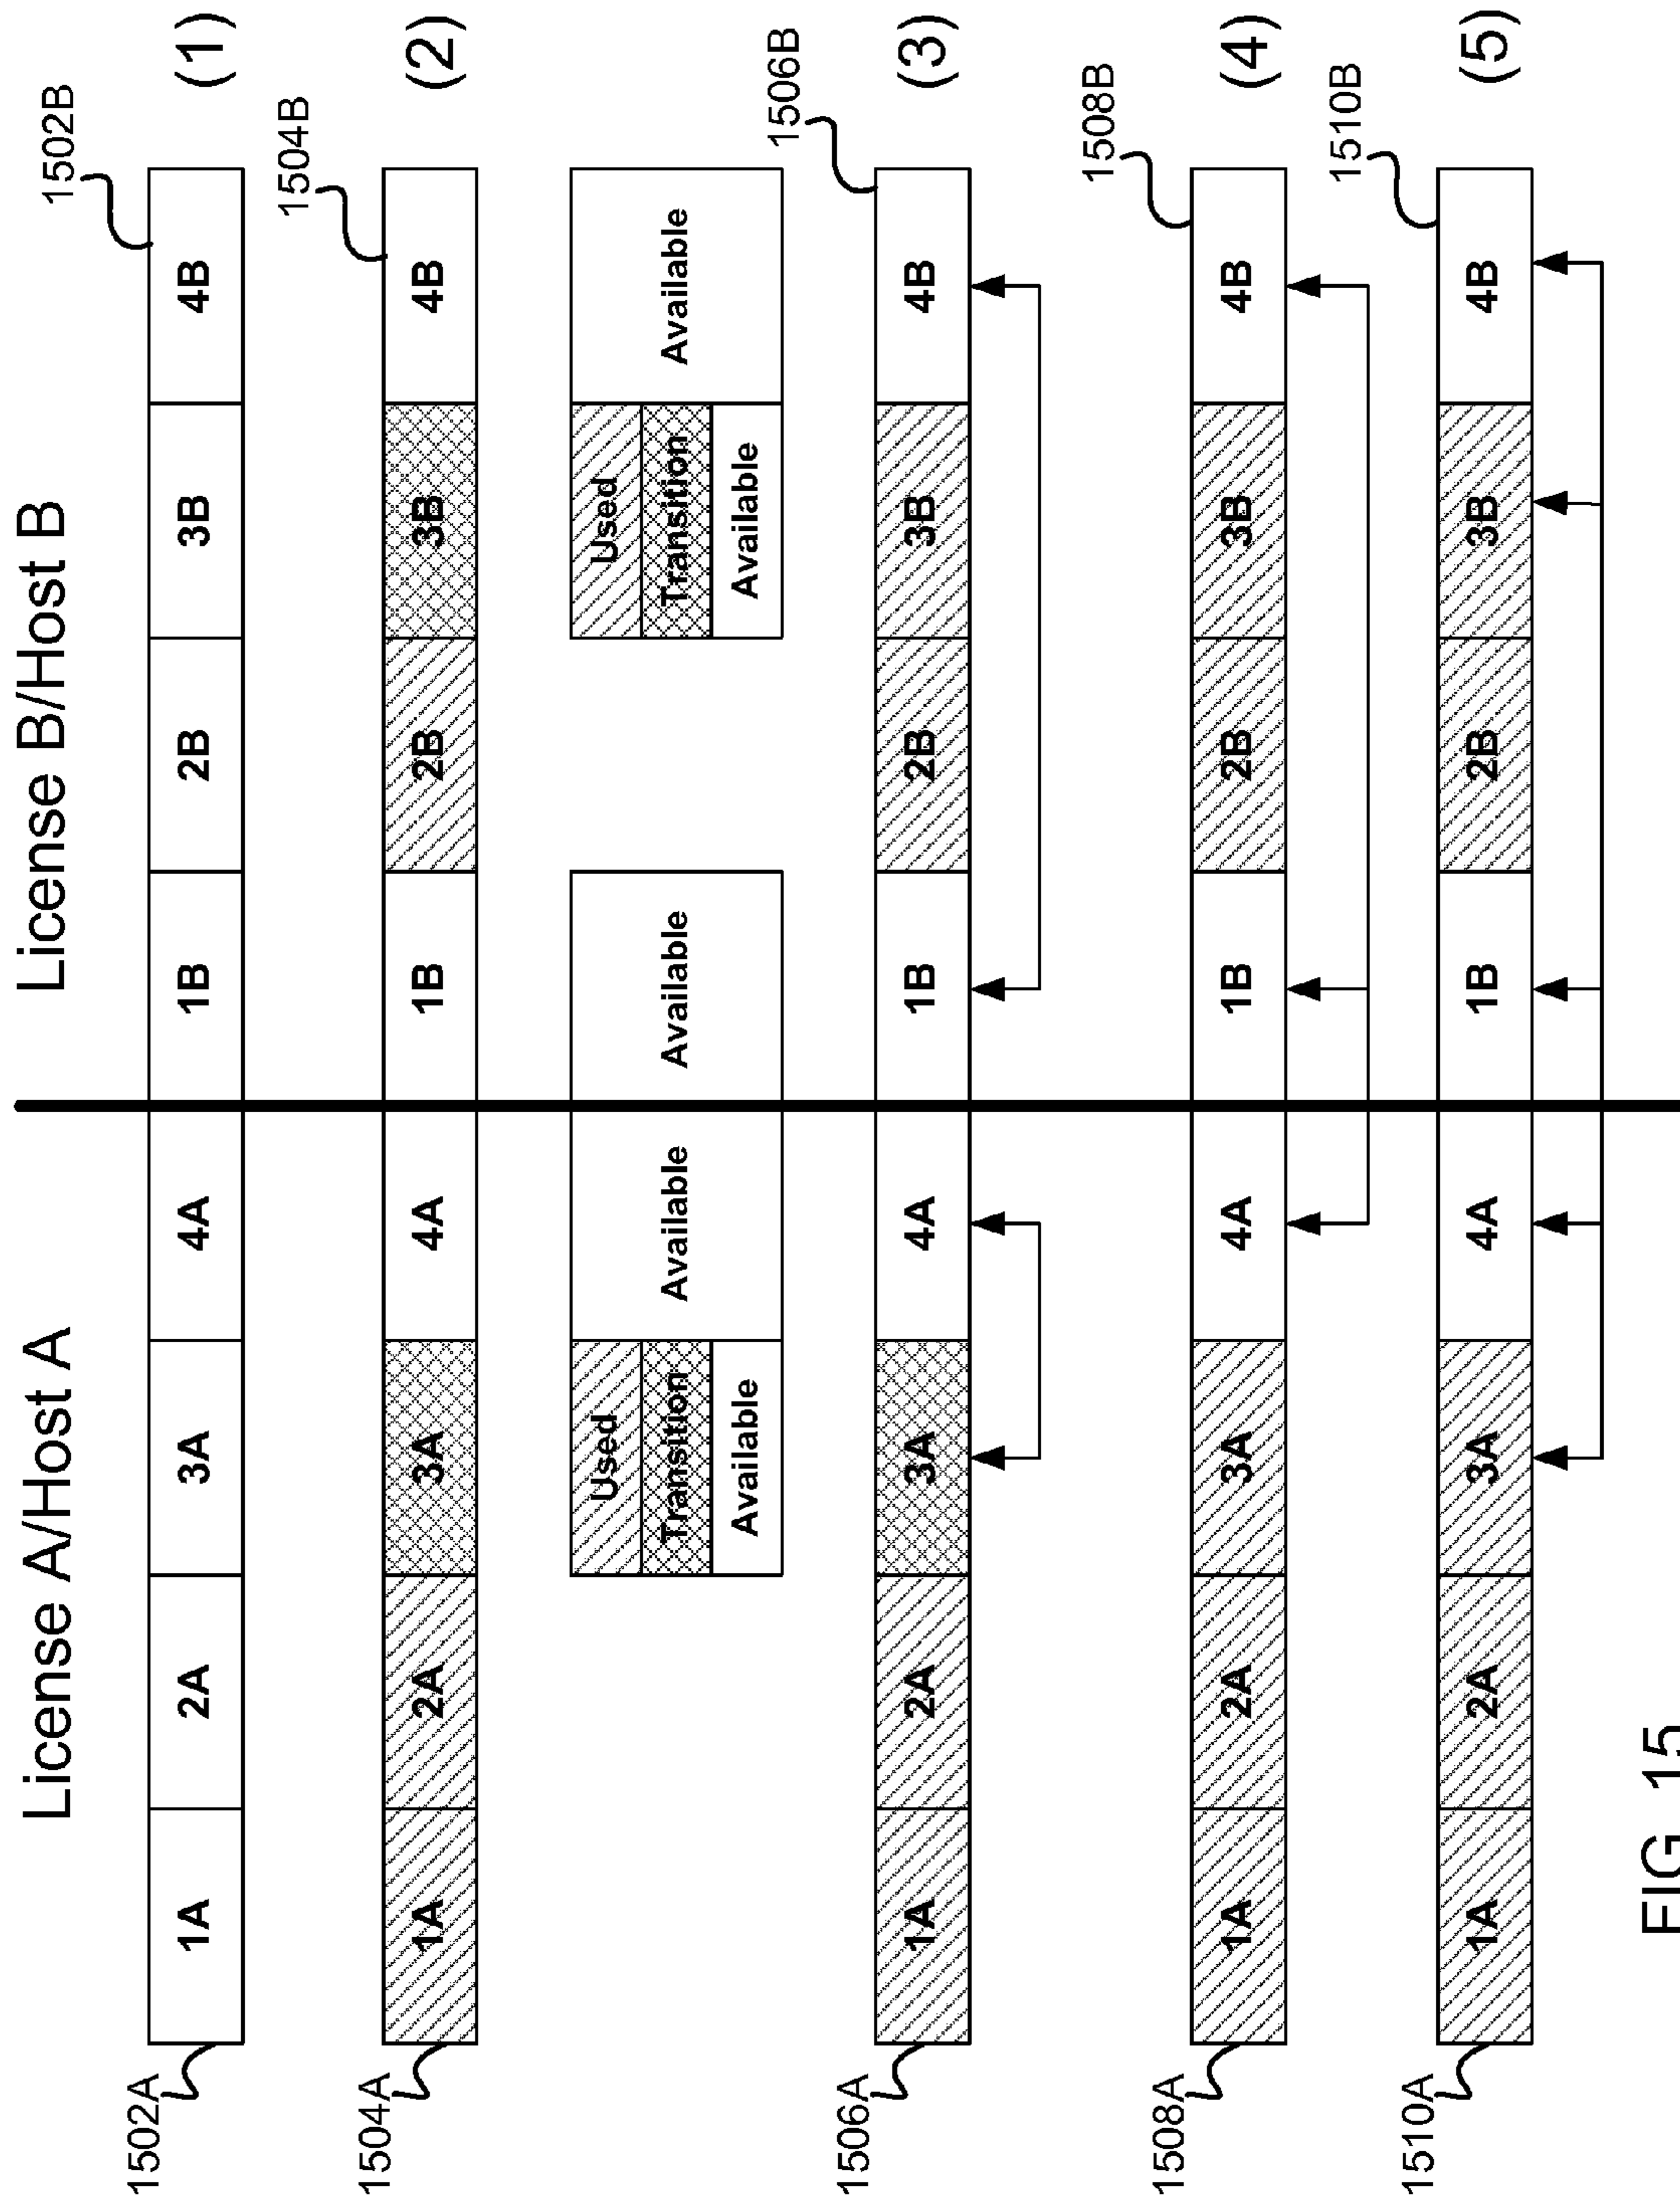 License A/Host A
License B/Host B
1502B
1502A
1A 2A 3A 4A 1B 2B 3B 4B (1)
1504B
1504A
1A 2A 3A 4A 1B 2B 3B 4B (2)
Used
Transition
Available
Available
Available
Used
Transition
Available
Available
1506B
1506A
1A 2A 3A 4A 1B 2B 3B 4B (3)
1508B
1508A
1A 2A 3A 4A 1B 2B 3B 4B (4)
1510B
1510A
1A 2A 3A 4A 1B 2B 3B 4B (5)
FIG. 15